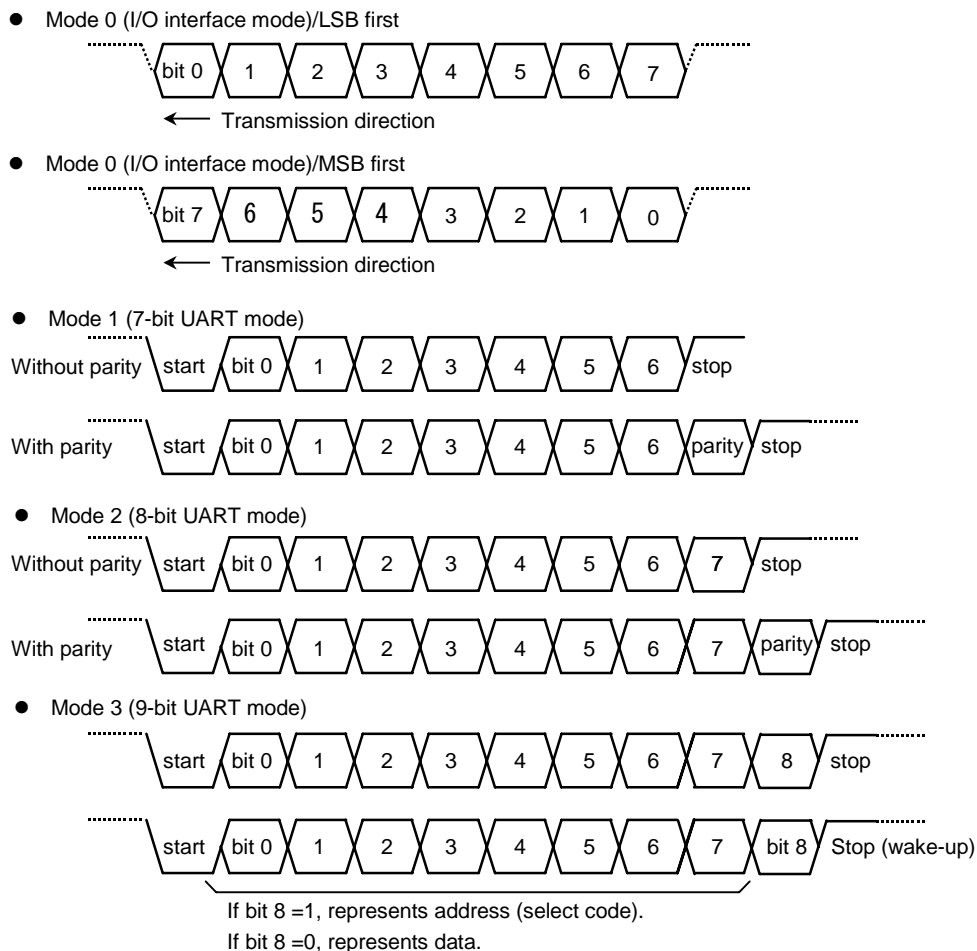 ● Mode 0 (I/O interface mode)/LSB first
bit 0 1 2 3 4 5 6 7
Transmission direction
● Mode 0 (I/O interface mode)/MSB first
bit 7 6 5 4 3 2 1 0
Transmission direction
● Mode 1 (7-bit UART mode)
Without parity start bit 0 1 2 3 4 5 6 stop
With parity start bit 0 1 2 3 4 5 6 parity stop
● Mode 2 (8-bit UART mode)
Without parity start bit 0 1 2 3 4 5 6 7 stop
With parity start bit 0 1 2 3 4 5 6 7 parity stop
● Mode 3 (9-bit UART mode)
start bit 0 1 2 3 4 5 6 7 8 stop
start bit 0 1 2 3 4 5 6 7 bit 8 Stop (wake-up)
If bit 8 =1, represents address (select code).
If bit 8 =0, represents data.